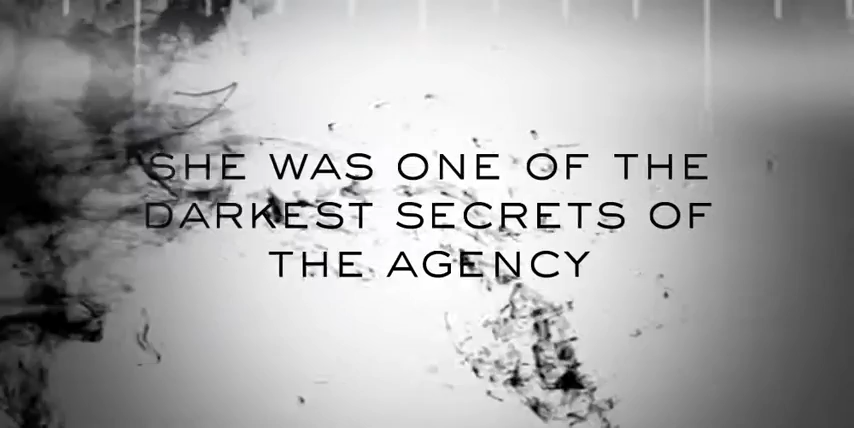 SHE WAS ONE OF THE
DARKEST SECRETS OF
THE AGENCY